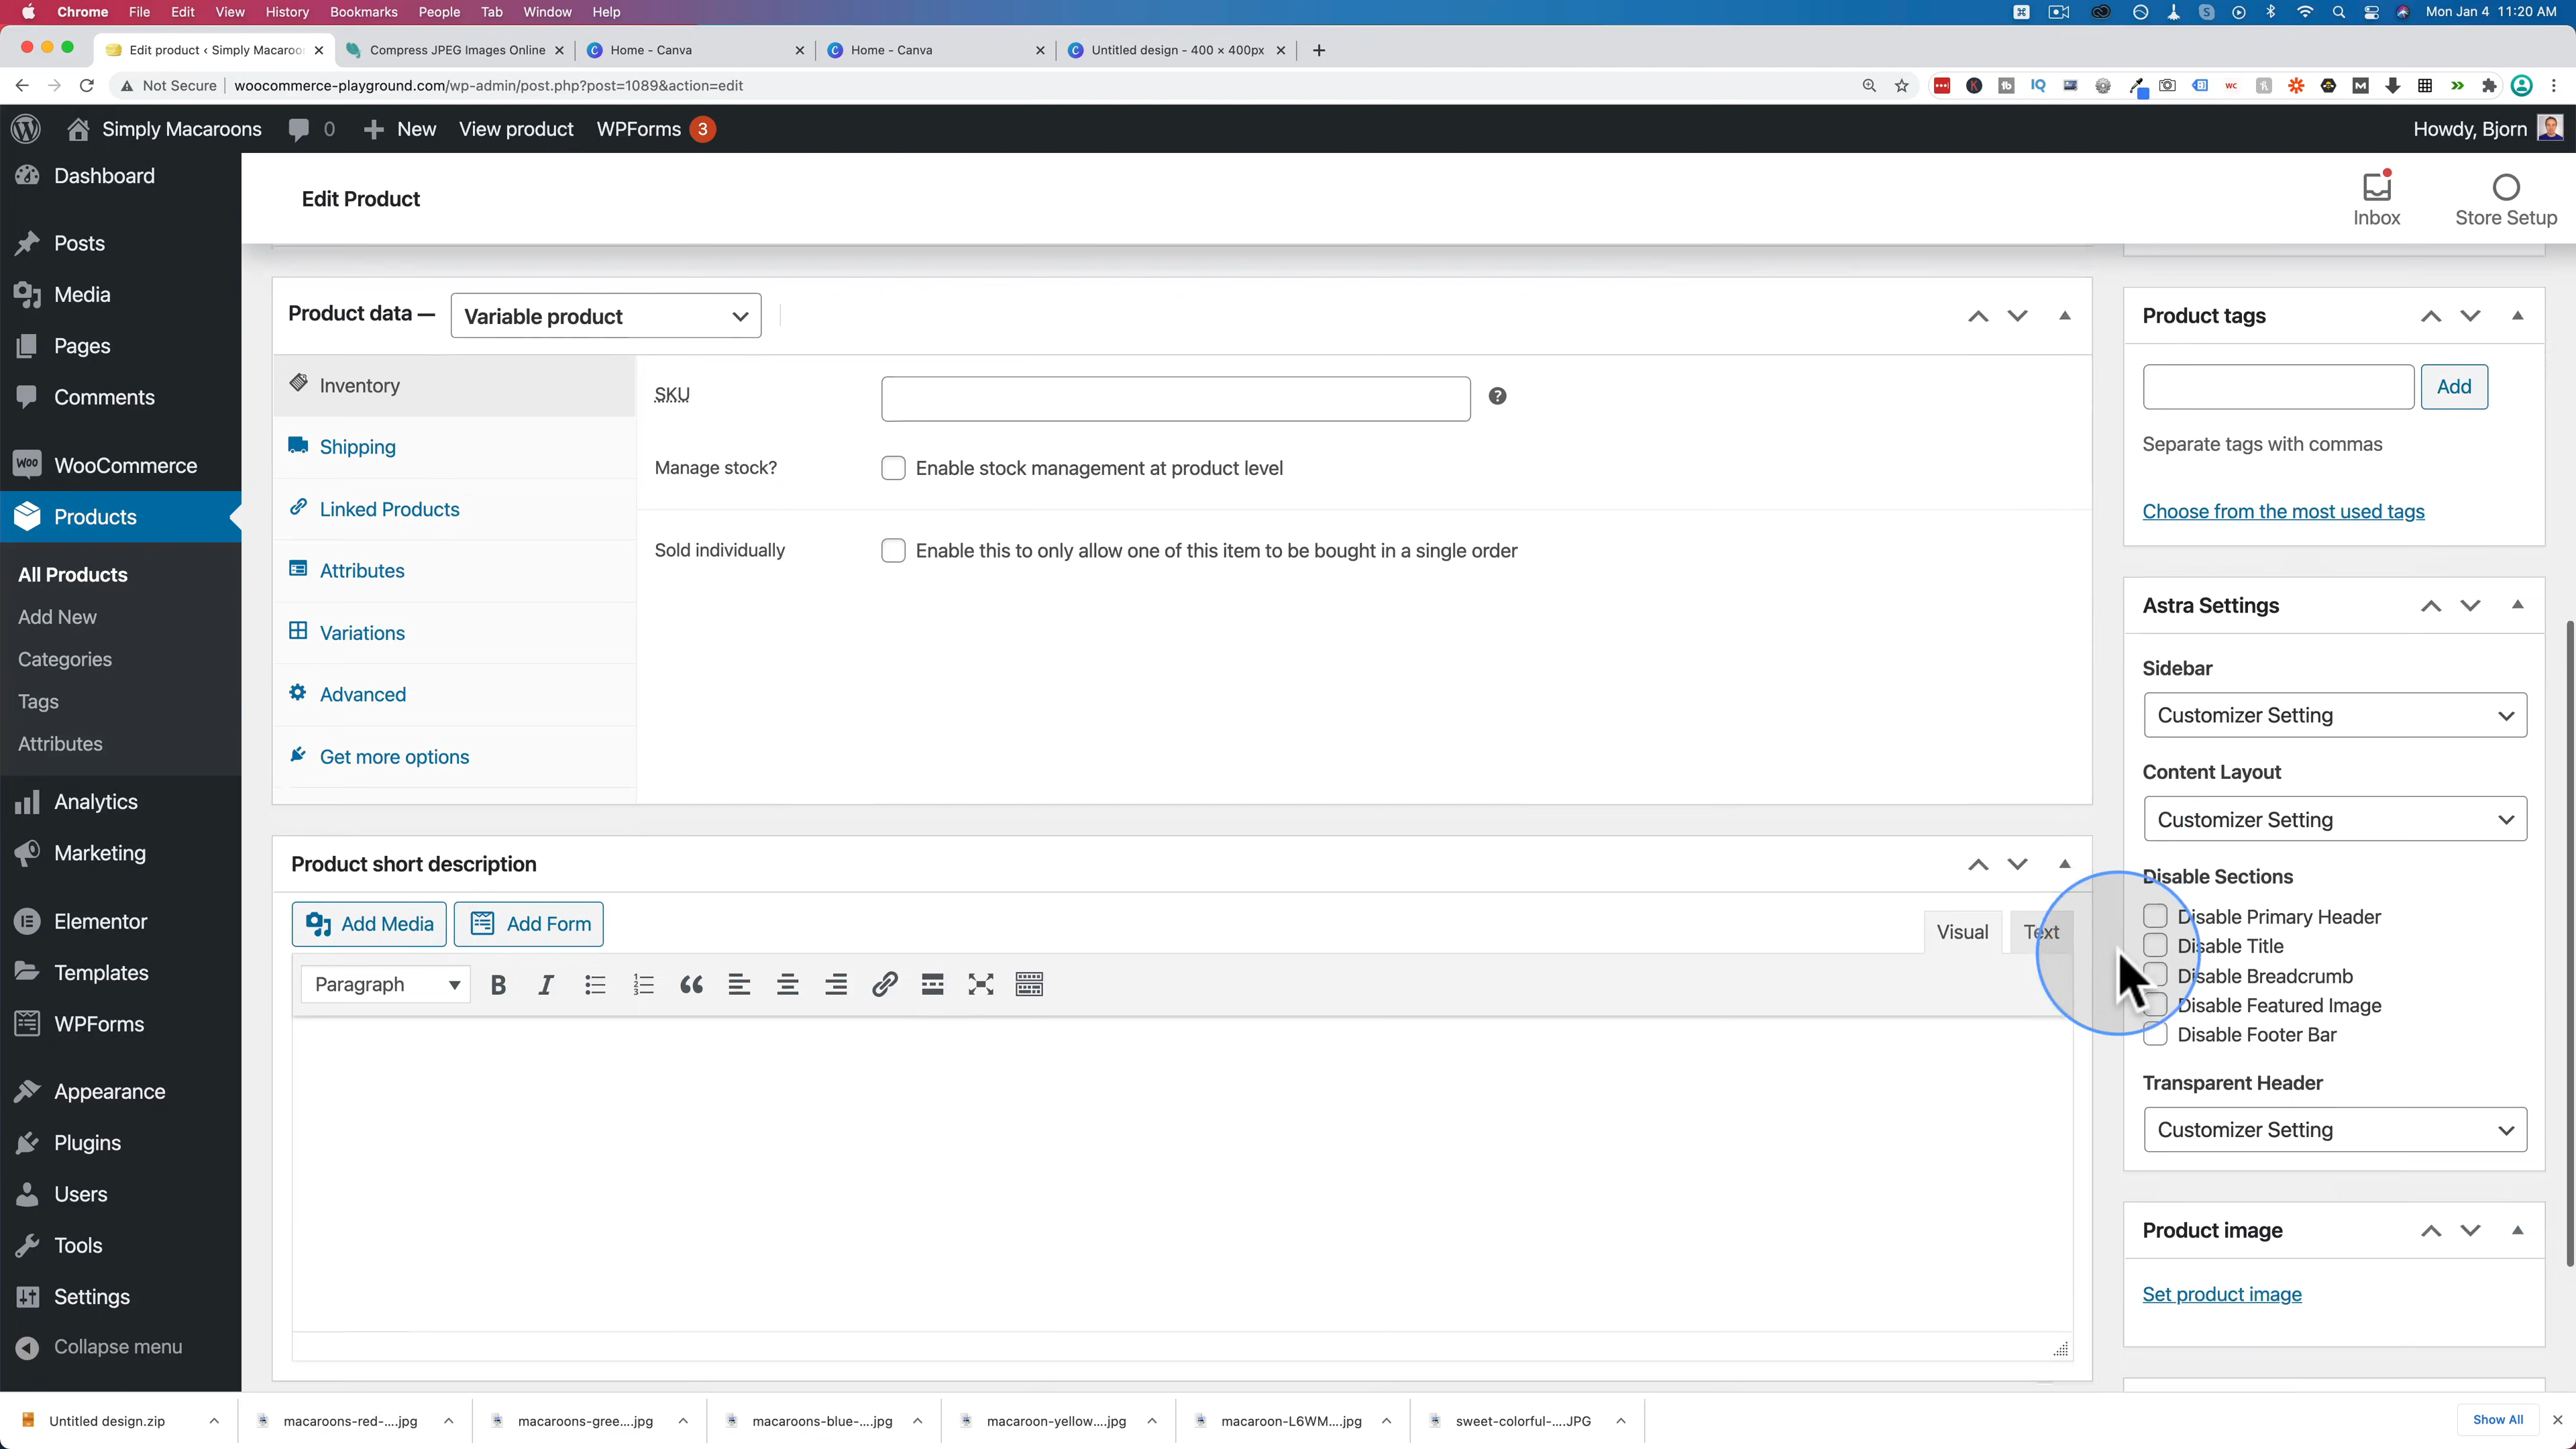 Chrome File Edit View History Bookmarks People Tab Window Help Mon Jan 4 11:20 AM
Edit product ‹ Simply Macaroo Compress JPEG Images Online Home - Canva Home - Canva Untitled design - 400 × 400px
Not Secure woocommerce-playground.com/wp-admin/post.php?post=1089&action=edit
Simply Macaroons 0 New View product WPForms 3 Howdy, Bjorn
Dashboard
Posts
Media
Pages
Comments
WOO WooCommerce
Products
All Products
Add New
Categories
Tags
Attributes
Analytics
Marketing
Elementor
Templates
WPForms
Appearance
Plugins
Users
Tools
Settings
Collapse menu
Edit Product
Inbox
Store Setup
Product data — Variable product
Inventory
Shipping
Linked Products
Attributes
Variations
Advanced
Get more options
SKU
Manage stock? Enable stock management at product level
Sold individually Enable this to only allow one of this item to be bought in a single order
Product short description
Add Media Add Form
Visual Text
Paragraph
Product tags
Add
Separate tags with commas
Choose from the most used tags
Astra Settings
Sidebar
Customizer Setting
Content Layout
Customizer Setting
Disable Sections
Disable Primary Header
Disable Title
Disable Breadcrumb
Disable Featured Image
Disable Footer Bar
Transparent Header
Customizer Setting
Product image
Set product image
Untitled design.zip macaroons-red-....jpg macaroons-gree....jpg macaroons-blue-....jpg macaroon-yellow....jpg macaroon-L6WM....jpg sweet-colorful-....JPG Show All